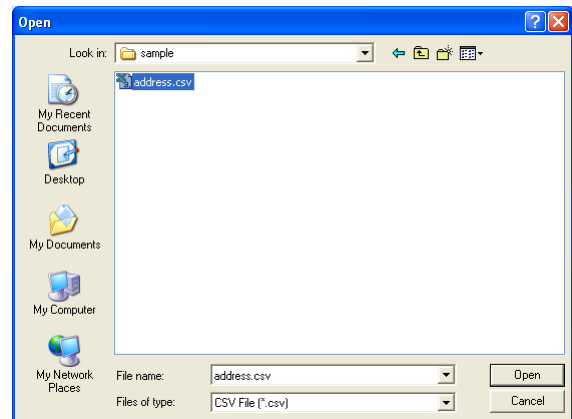 Open
Look in: sample
address.csv
My Recent
Documents
Desktop
My Documents
My Computer
My Network
Places
File name: address.csv Open
Files of type: CSV File (*.csv) Cancel